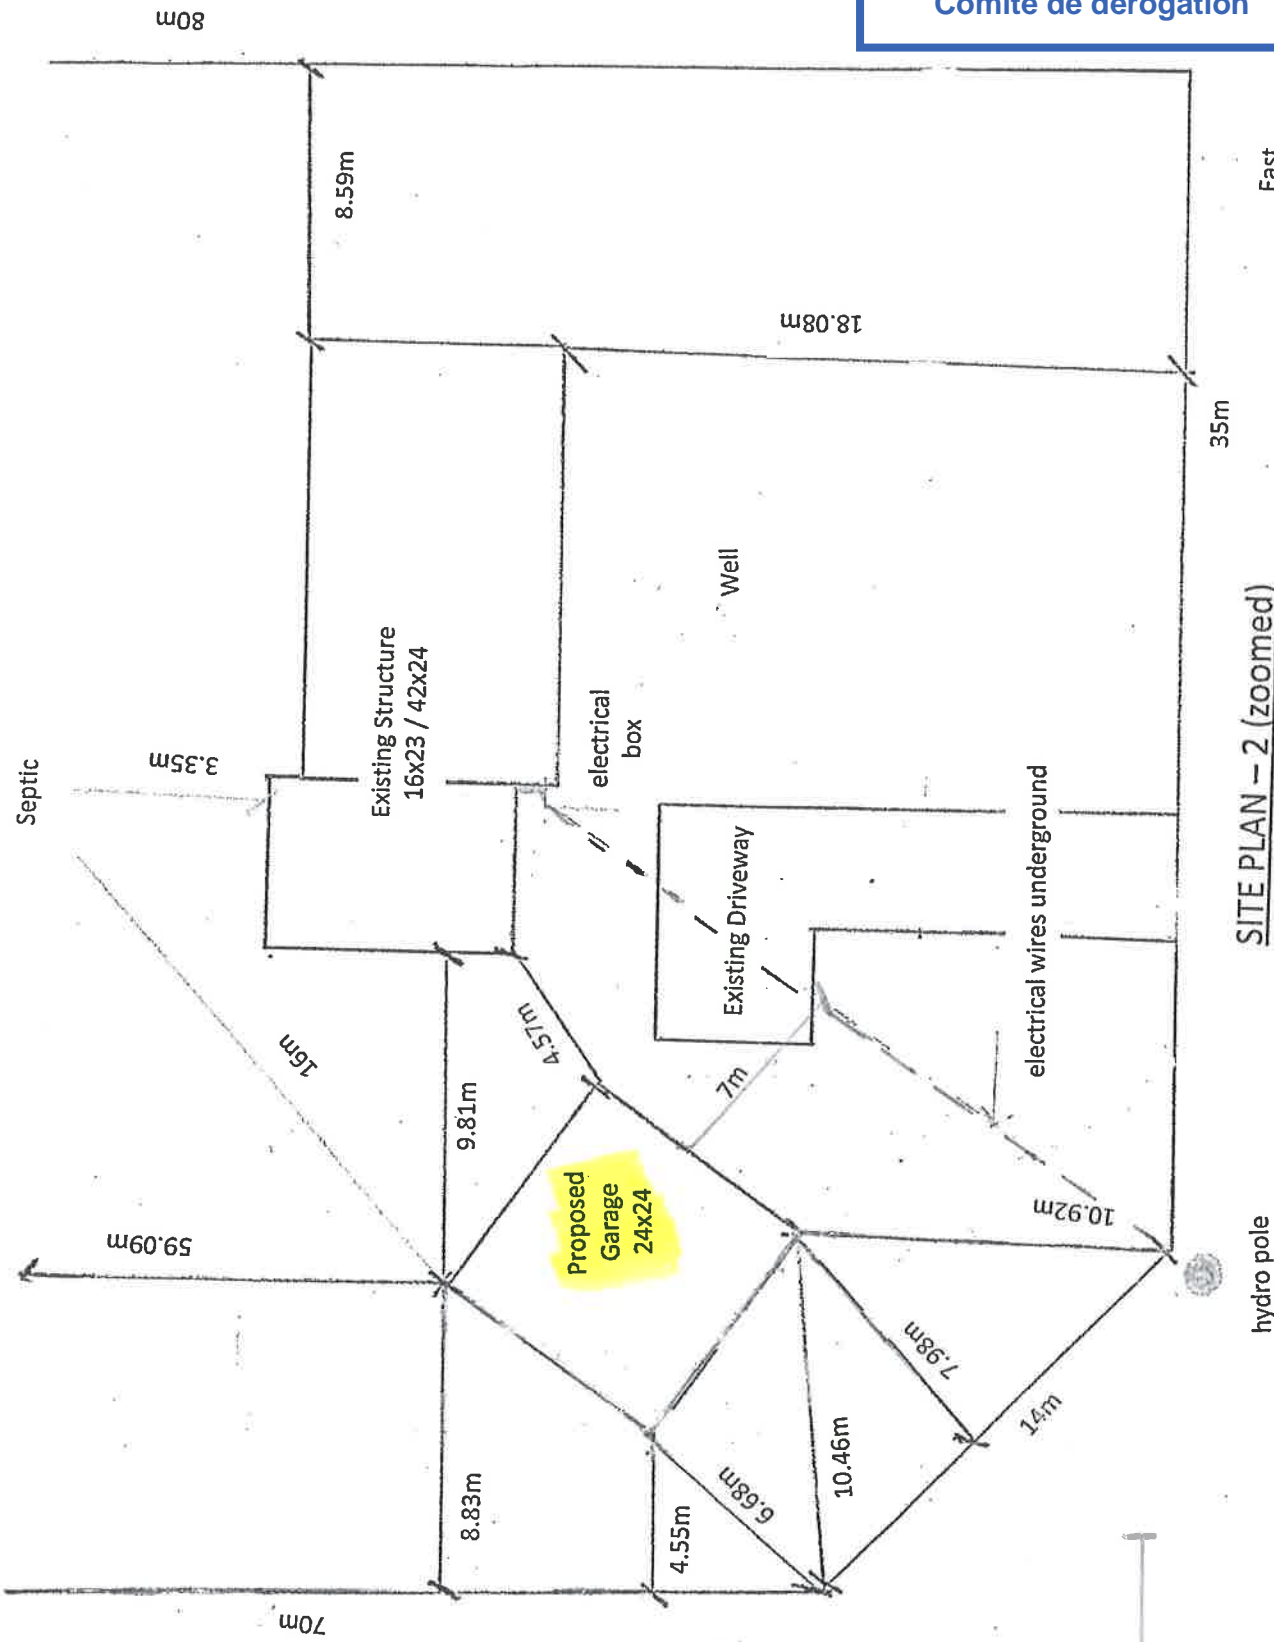 Comité de dérogation
80m
8.59m
Septic
3.35m
18.08m
Existing Structure
16x23 / 42x24
electrical
box
Well
35m
East
16m
4.57m
9.81m
59.09m
Existing Driveway
7m
electrical wires underground
Proposed
Garage
24x24
10.92m
7.98m
14m
10.46m
6.68m
8.83m
4.55m
70m
hydro pole
SITE PLAN – 2 (zoomed)